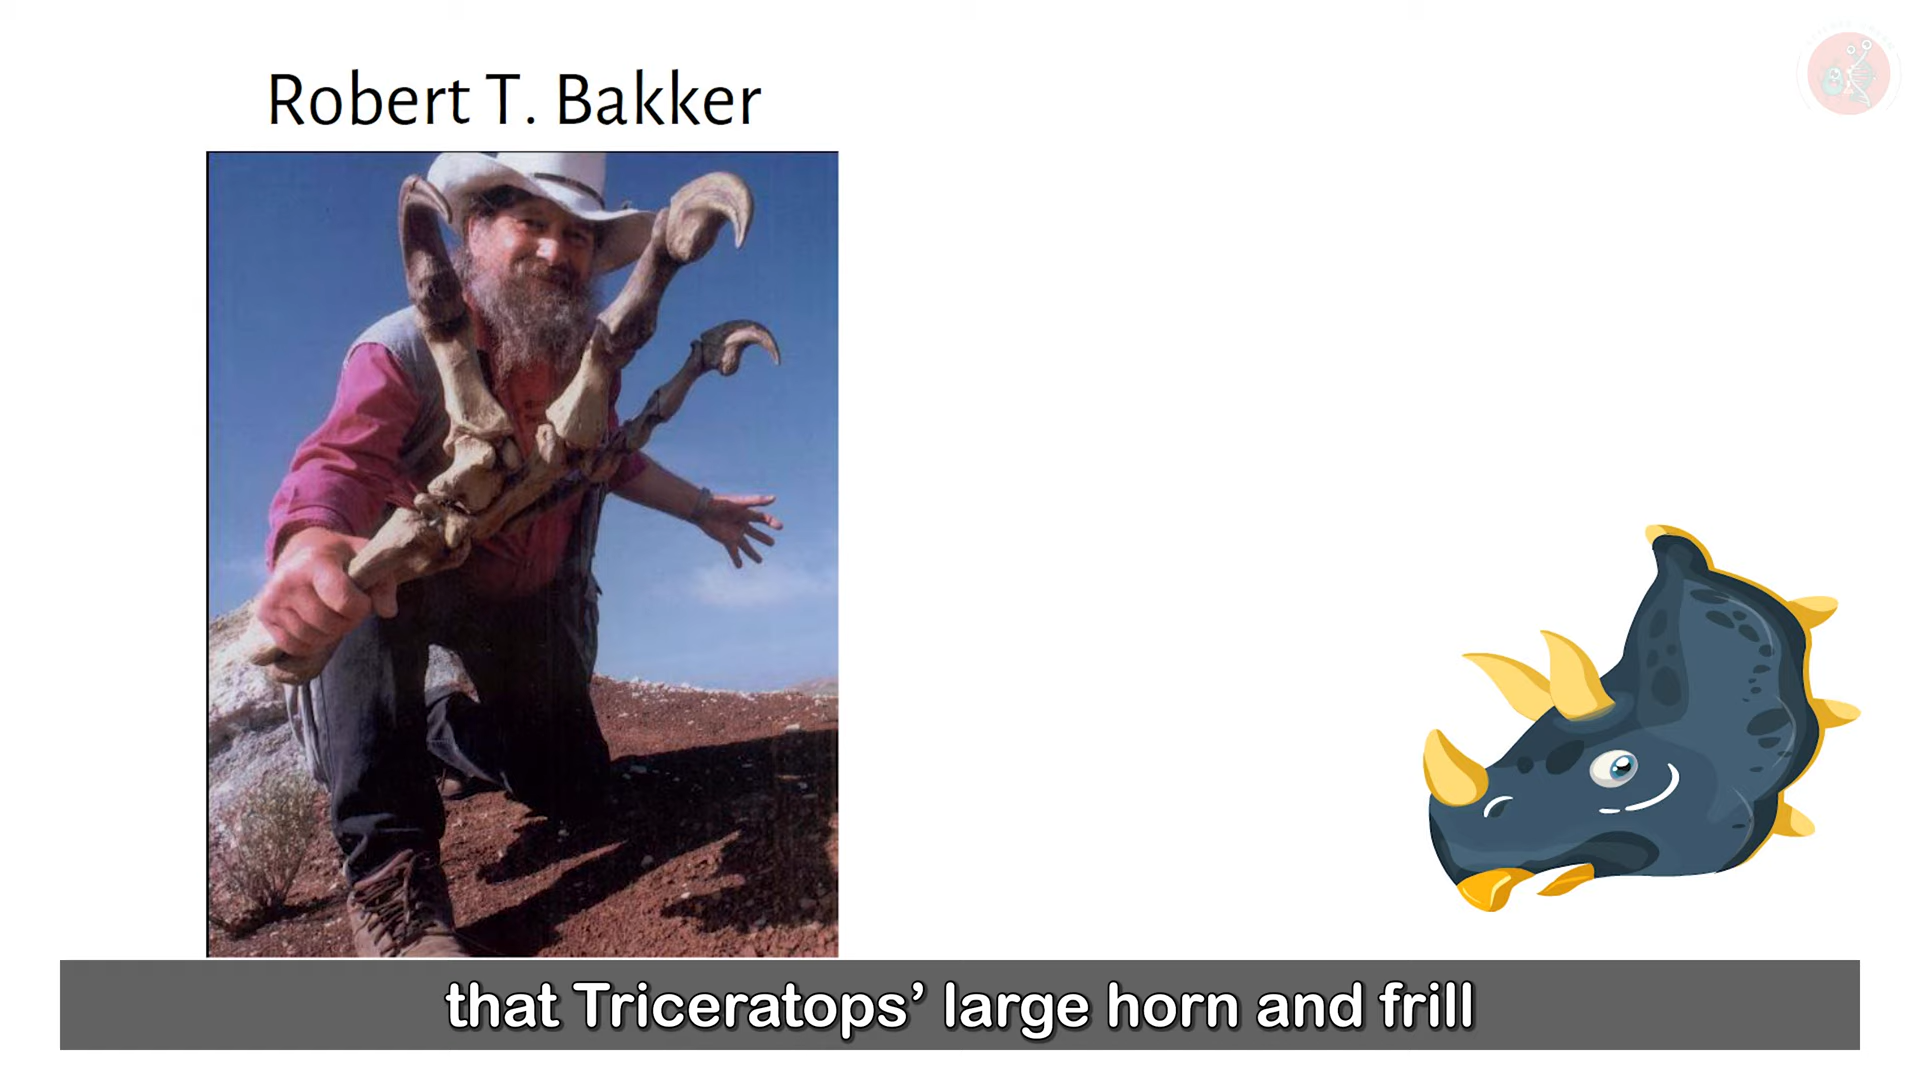 Robert T. Bakker
that Triceratops’ large horn and frill